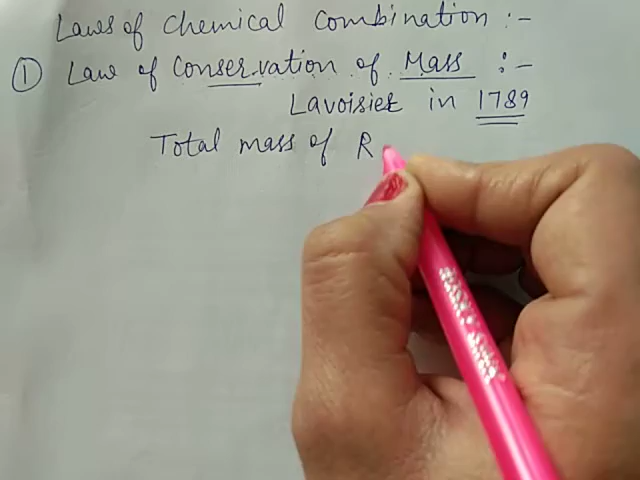 Laws of Chemical Combination :-
① Law of Conservation of Mass :-
Lavoisier in 1789
Total mass of R